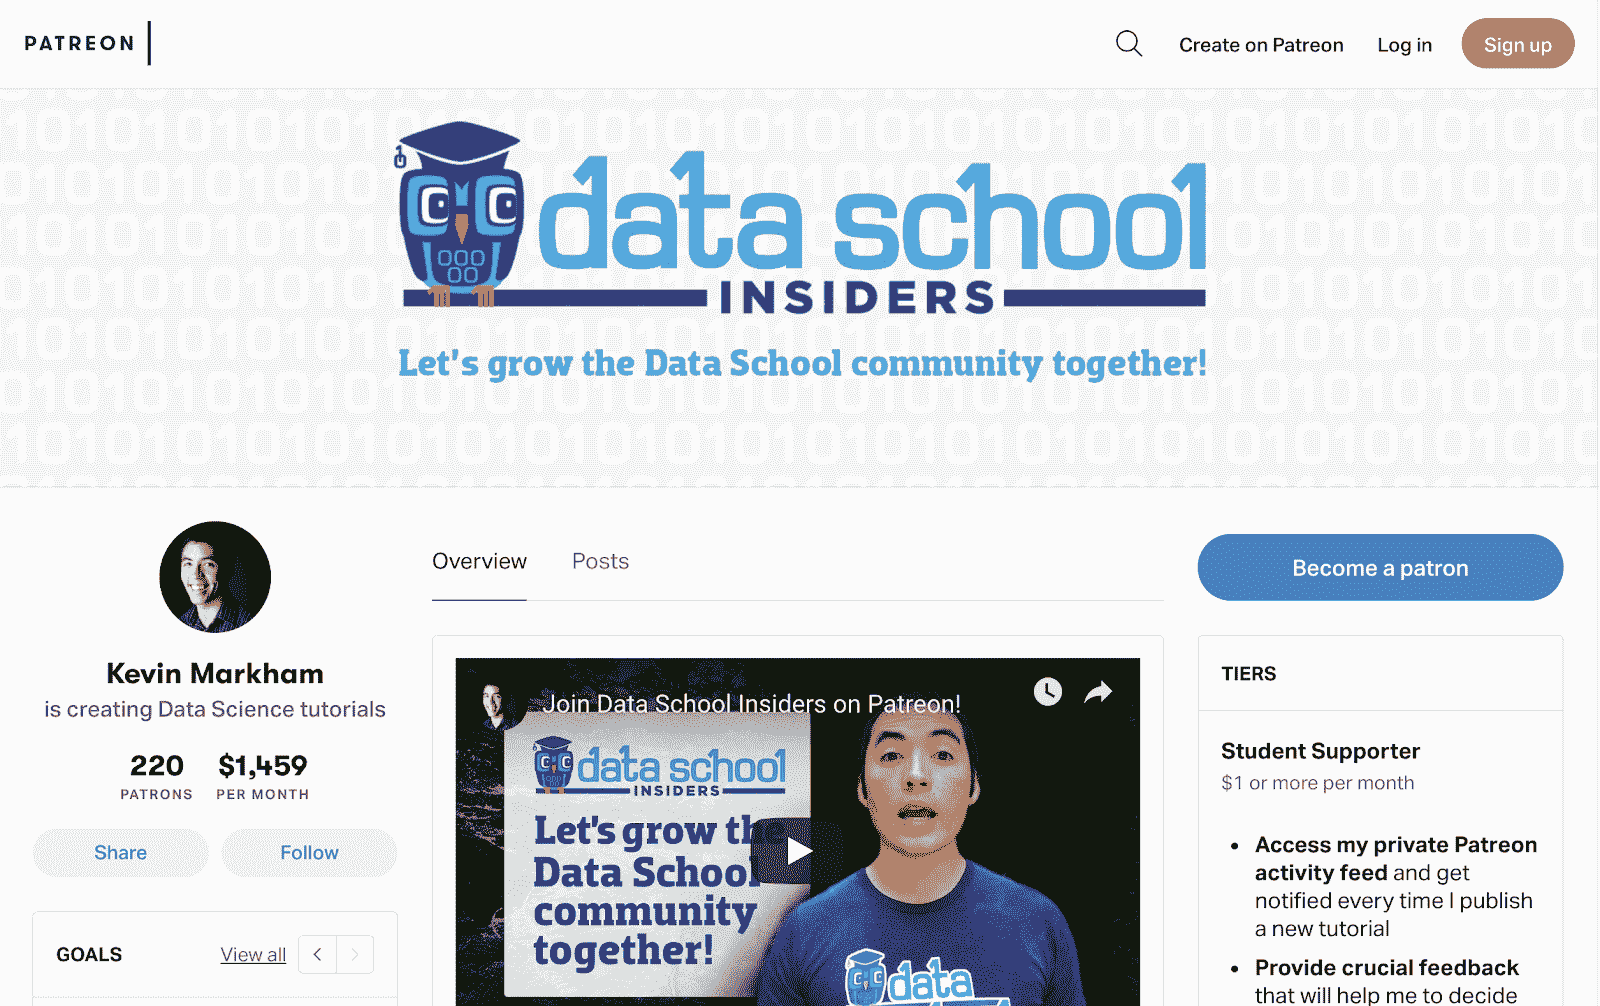 PATREON
Create on Patreon
Log in
Sign up
data school
INSIDERS
Let's grow the Data School community together!
Kevin Markham
is creating Data Science tutorials
220
PATRONS
$1,459
PER MONTH
Share
Follow
GOALS
View all
Overview
Posts
Join Data School Insiders on Patreon!
data school
INSIDERS
Let's grow the
Data School
community
together!
data
Become a patron
TIERS
Student Supporter
$1 or more per month
• Access my private Patreon
activity feed and get
notified every time I publish
a new tutorial
• Provide crucial feedback
that will help me to decide